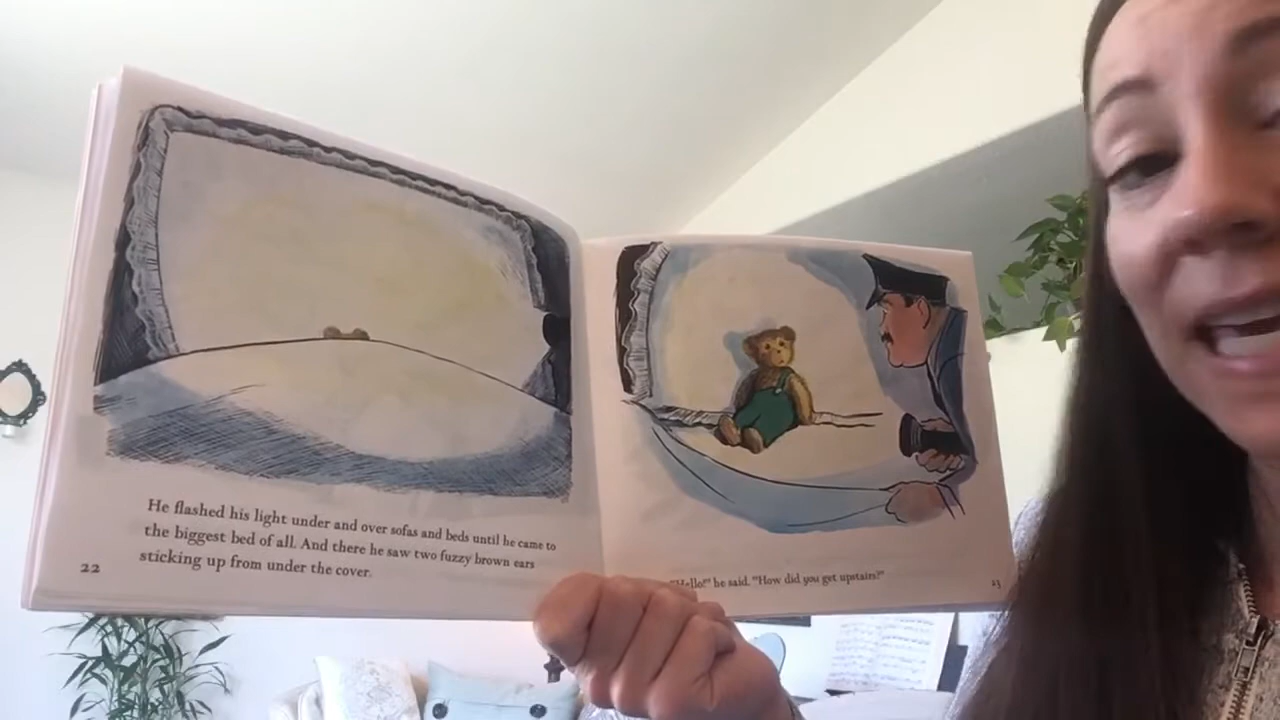 He flashed his light under and over sofas and beds until he came to
the biggest bed of all. And there he saw two fuzzy brown ears
sticking up from under the cover.
22
"Hello!" he said. "How did you get upstairs?"
23